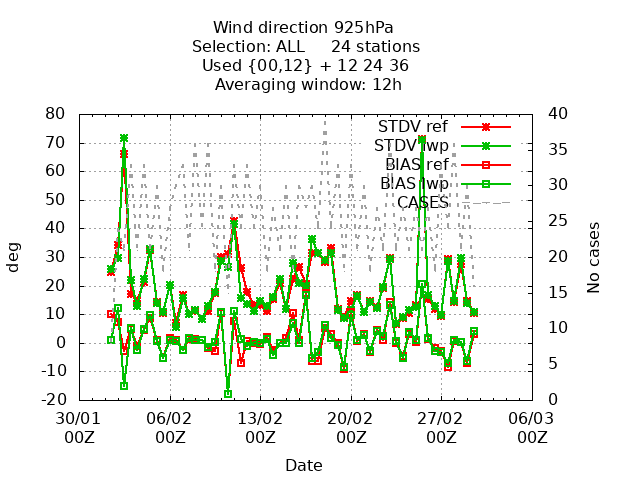 Wind direction 925hPa
Selection: ALL 24 stations
Used {00,12} + 12 24 36
Averaging window: 12h
80 40
70 35
60 30
50 25
40 20
30 15
20 10
10 5
0 0
-10
-20
deg
No cases
STDV ref
STDV lwp
BIAS ref
BIAS lwp
CASES
30/01 06/02 13/02 20/02 27/02 06/03
00Z 00Z 00Z 00Z 00Z 00Z
Date